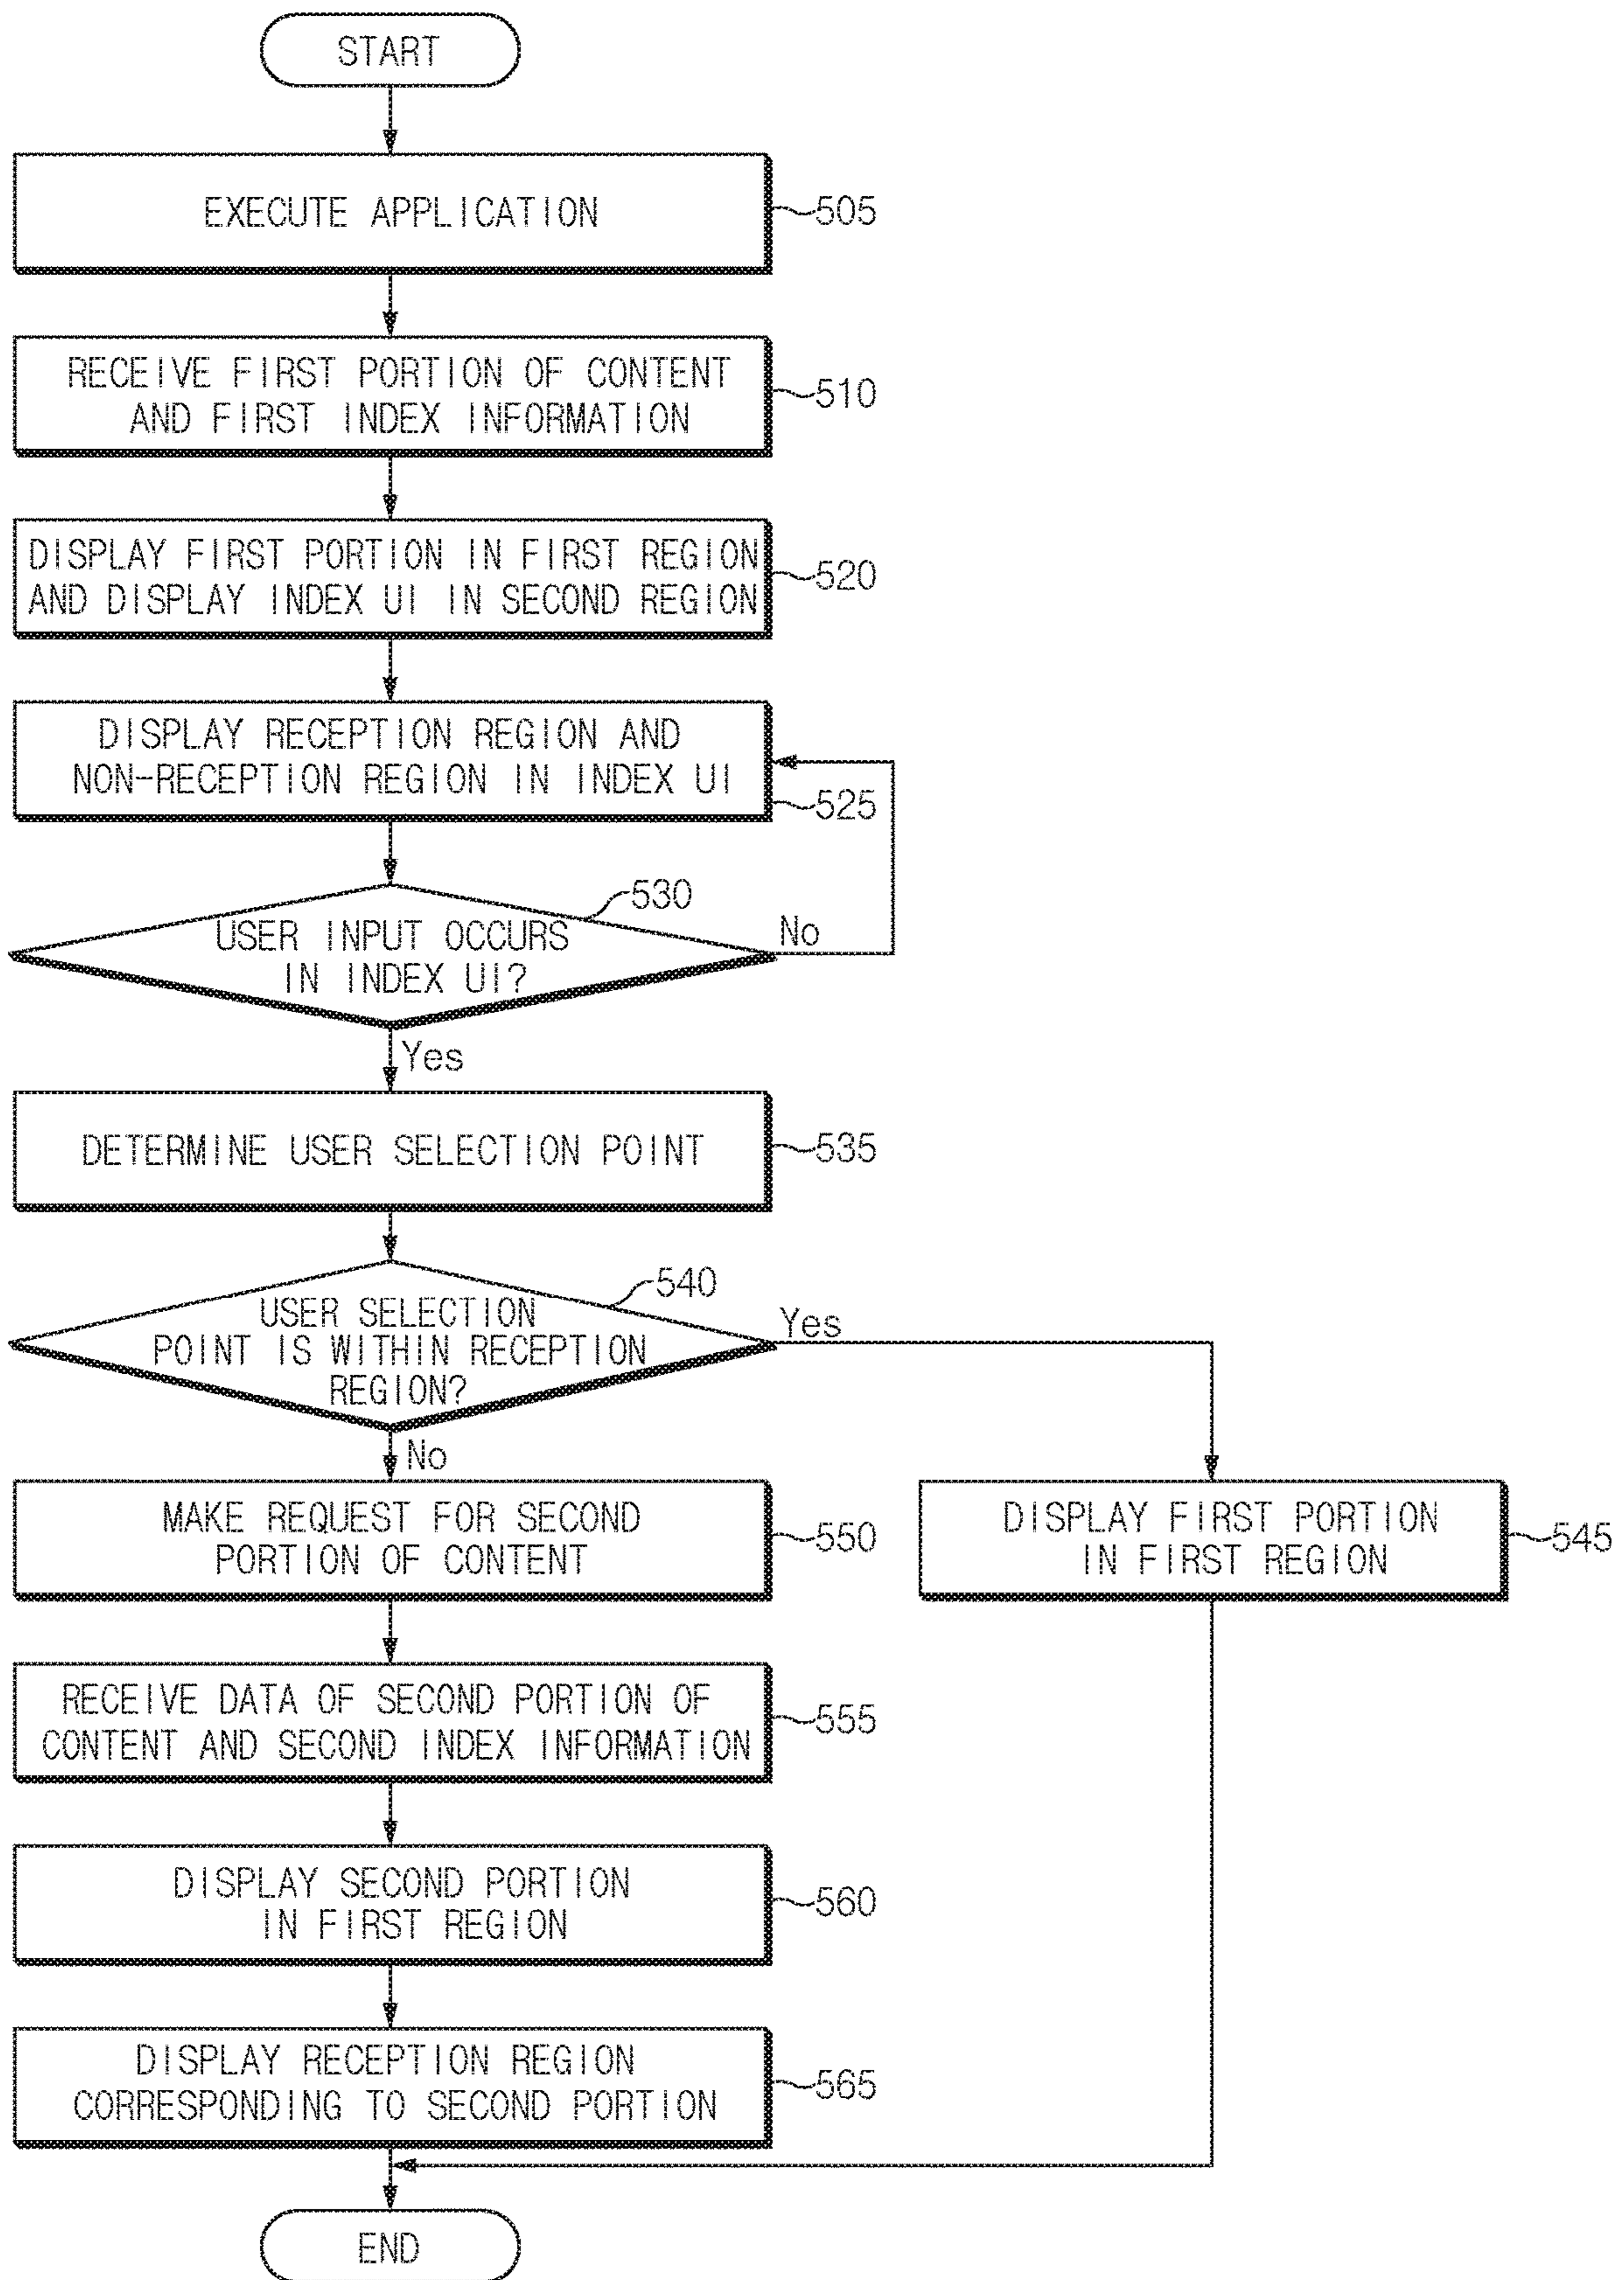 START
EXECUTE APPLICATION
505
RECEIVE FIRST PORTION OF CONTENT
AND FIRST INDEX INFORMATION
510
DISPLAY FIRST PORTION IN FIRST REGION
AND DISPLAY INDEX UI IN SECOND REGION
520
DISPLAY RECEPTION REGION AND
NON-RECEPTION REGION IN INDEX UI
525
530
USER INPUT OCCURS
IN INDEX UI?
No
Yes
DETERMINE USER SELECTION POINT
535
540
USER SELECTION
POINT IS WITHIN RECEPTION
REGION?
Yes
No
MAKE REQUEST FOR SECOND
PORTION OF CONTENT
550
DISPLAY FIRST PORTION
IN FIRST REGION
545
RECEIVE DATA OF SECOND PORTION OF
CONTENT AND SECOND INDEX INFORMATION
555
DISPLAY SECOND PORTION
IN FIRST REGION
560
DISPLAY RECEPTION REGION
CORRESPONDING TO SECOND PORTION
565
END